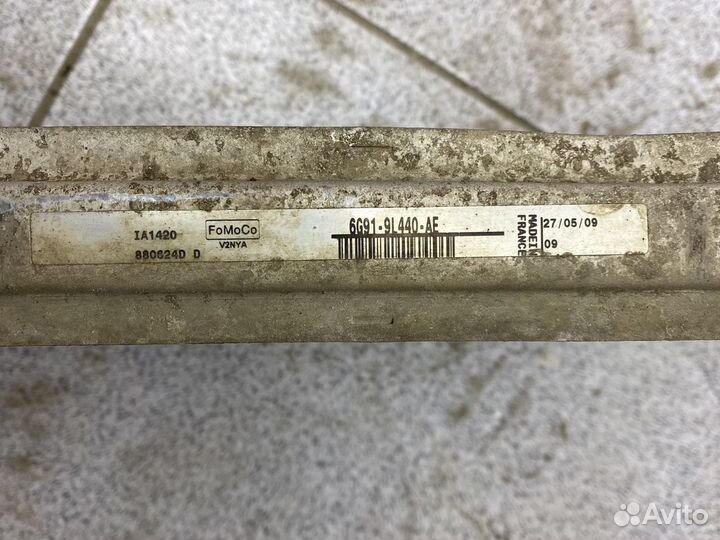 IA1420
880624D D
FoMoCo
V2NYA
6G91-9L440-AE
MADE IN
FRANCE
27/05/09
09
Avito